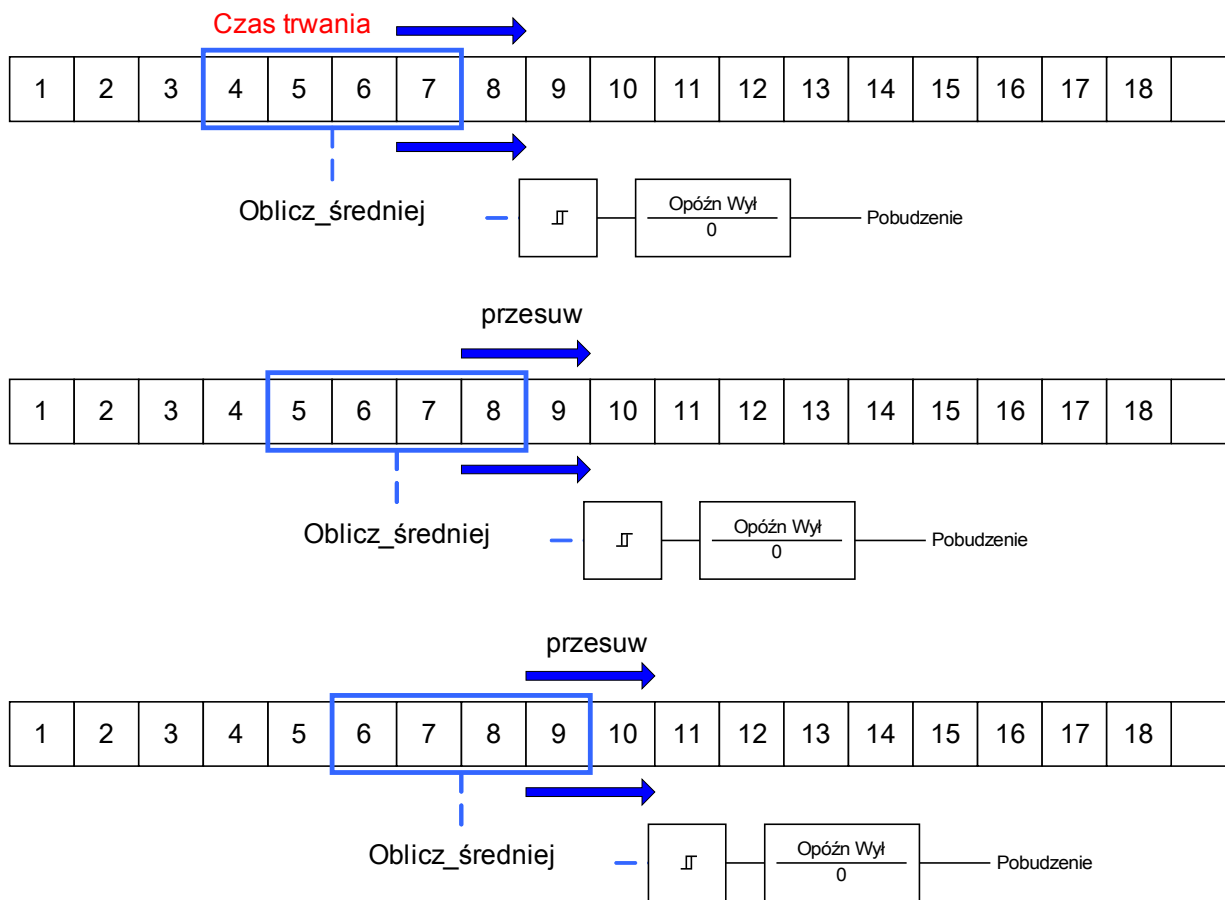 Czas trwania
1 2 3 4 5 6 7 8 9 10 11 12 13 14 15 16 17 18
Oblicz_średniej
Opóźn Wył
0
Pobudzenie
przesuw
1 2 3 4 5 6 7 8 9 10 11 12 13 14 15 16 17 18
Oblicz_średniej
Opóźn Wył
0
Pobudzenie
przesuw
1 2 3 4 5 6 7 8 9 10 11 12 13 14 15 16 17 18
Oblicz_średniej
Opóźn Wył
0
Pobudzenie